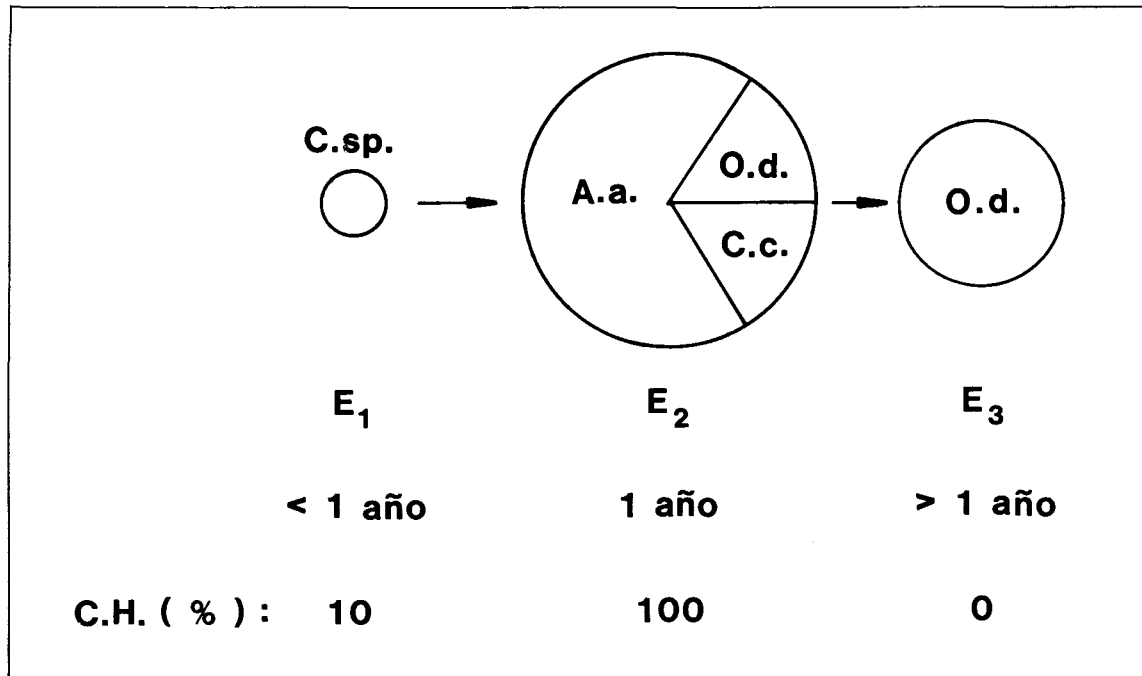 C.sp.
A.a.
O.d.
C.c.
O.d.
E₁ E₂ E₃
< 1 año 1 año > 1 año
C.H. ( % ) : 10 100 0